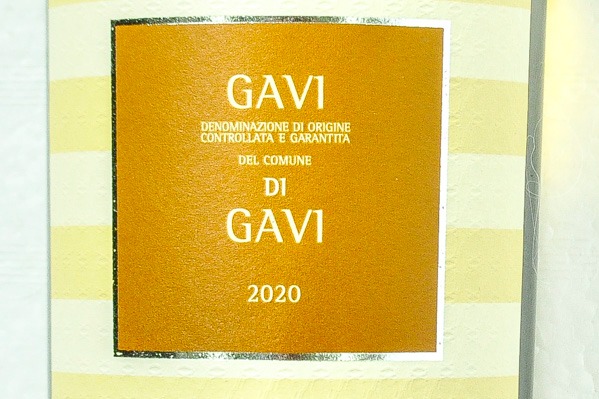 GAVI
DENOMINAZIONE DI ORIGINE
CONTROLLATA E GARANTITA
DEL COMUNE
DI
GAVI
2020